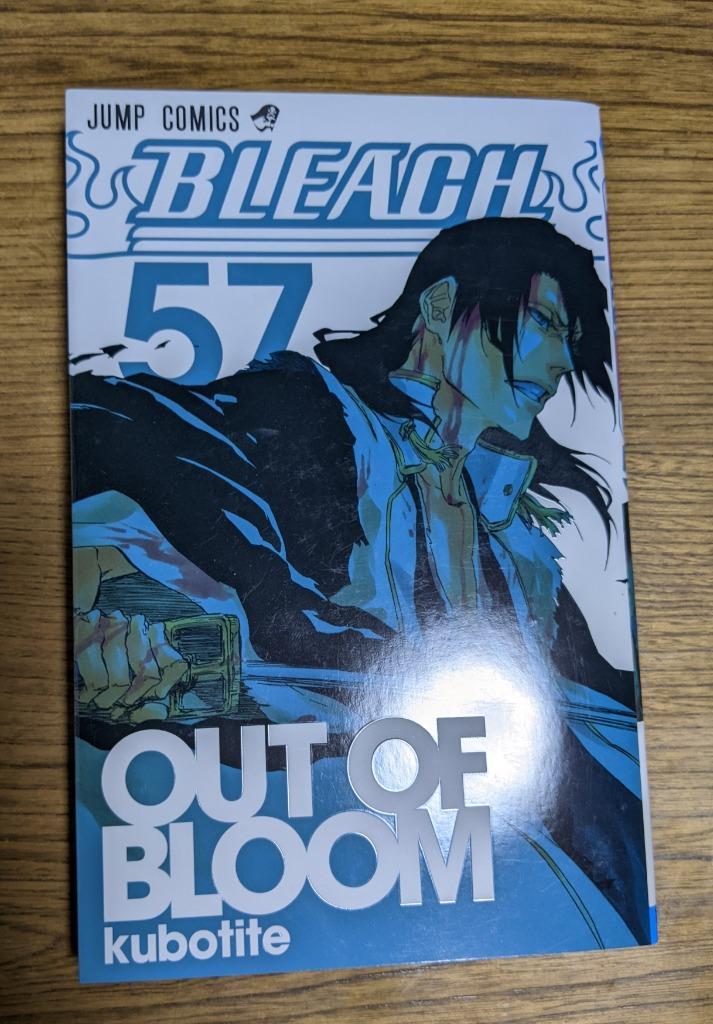 JUMP COMICS
BLEACH
57
OUT OF
BLOOM
kubotite